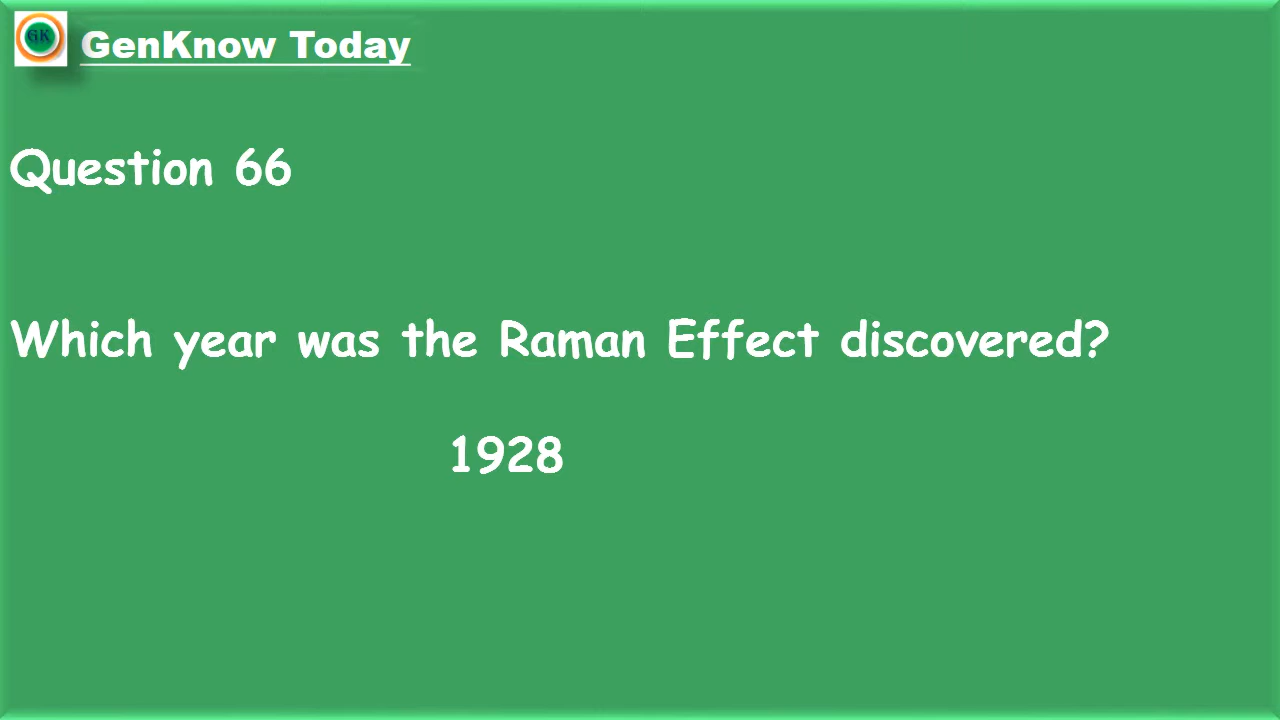 GK
GenKnow Today
Question 66
Which year was the Raman Effect discovered?
1928